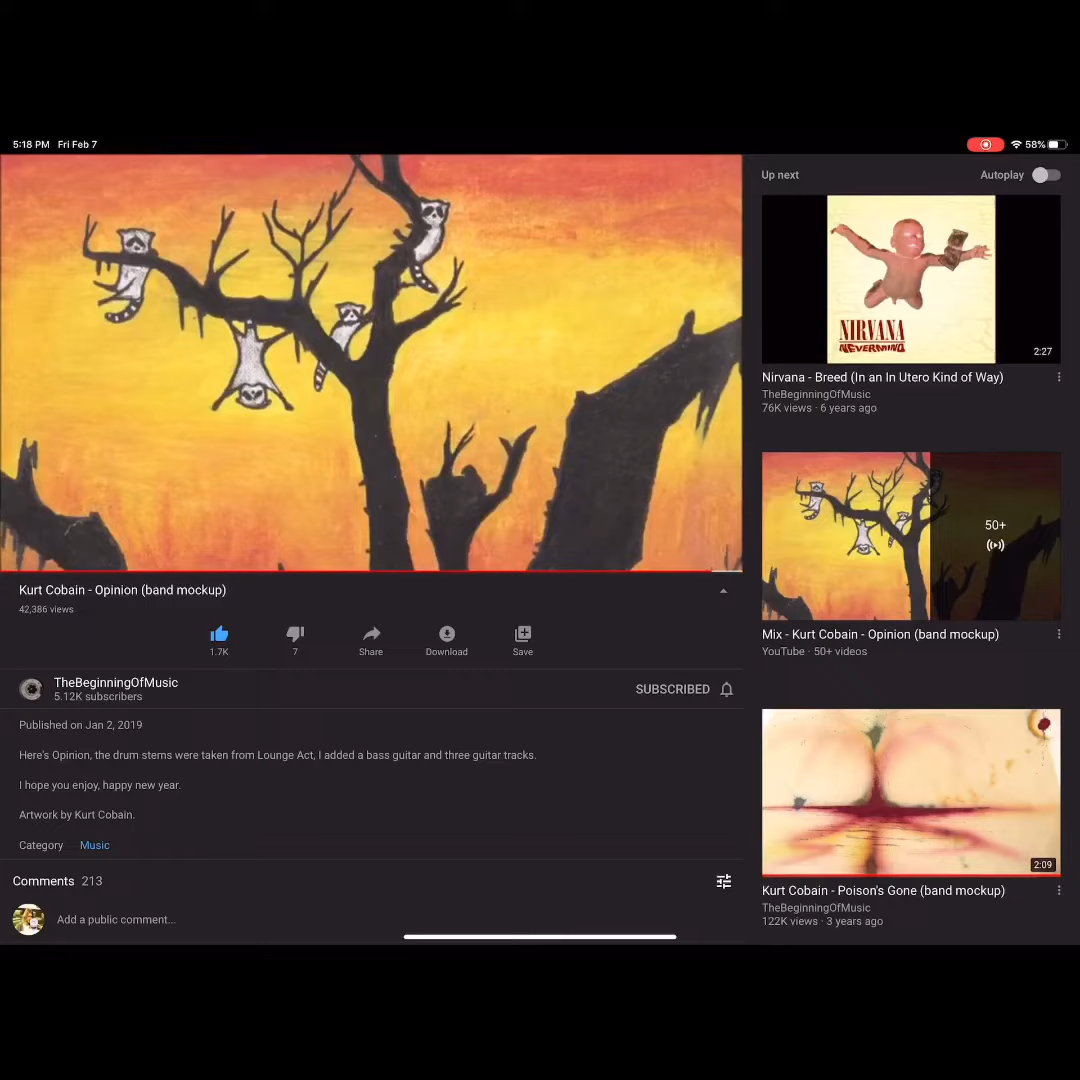 5:18 PM Fri Feb 7
58%
Up next
Autoplay
NIRVANA
NEVERMIND
2:27
Nirvana - Breed (In an In Utero Kind of Way)
TheBeginningOfMusic
76K views · 6 years ago
50+
Mix - Kurt Cobain - Opinion (band mockup)
YouTube · 50+ videos
2:09
Kurt Cobain - Poison's Gone (band mockup)
TheBeginningOfMusic
122K views · 3 years ago
Kurt Cobain - Opinion (band mockup)
42,386 views
1.7K
7
Share
Download
Save
TheBeginningOfMusic
5.12K subscribers
SUBSCRIBED
Published on Jan 2, 2019
Here's Opinion, the drum stems were taken from Lounge Act, I added a bass guitar and three guitar tracks.
I hope you enjoy, happy new year.
Artwork by Kurt Cobain.
Category Music
Comments 213
Add a public comment...